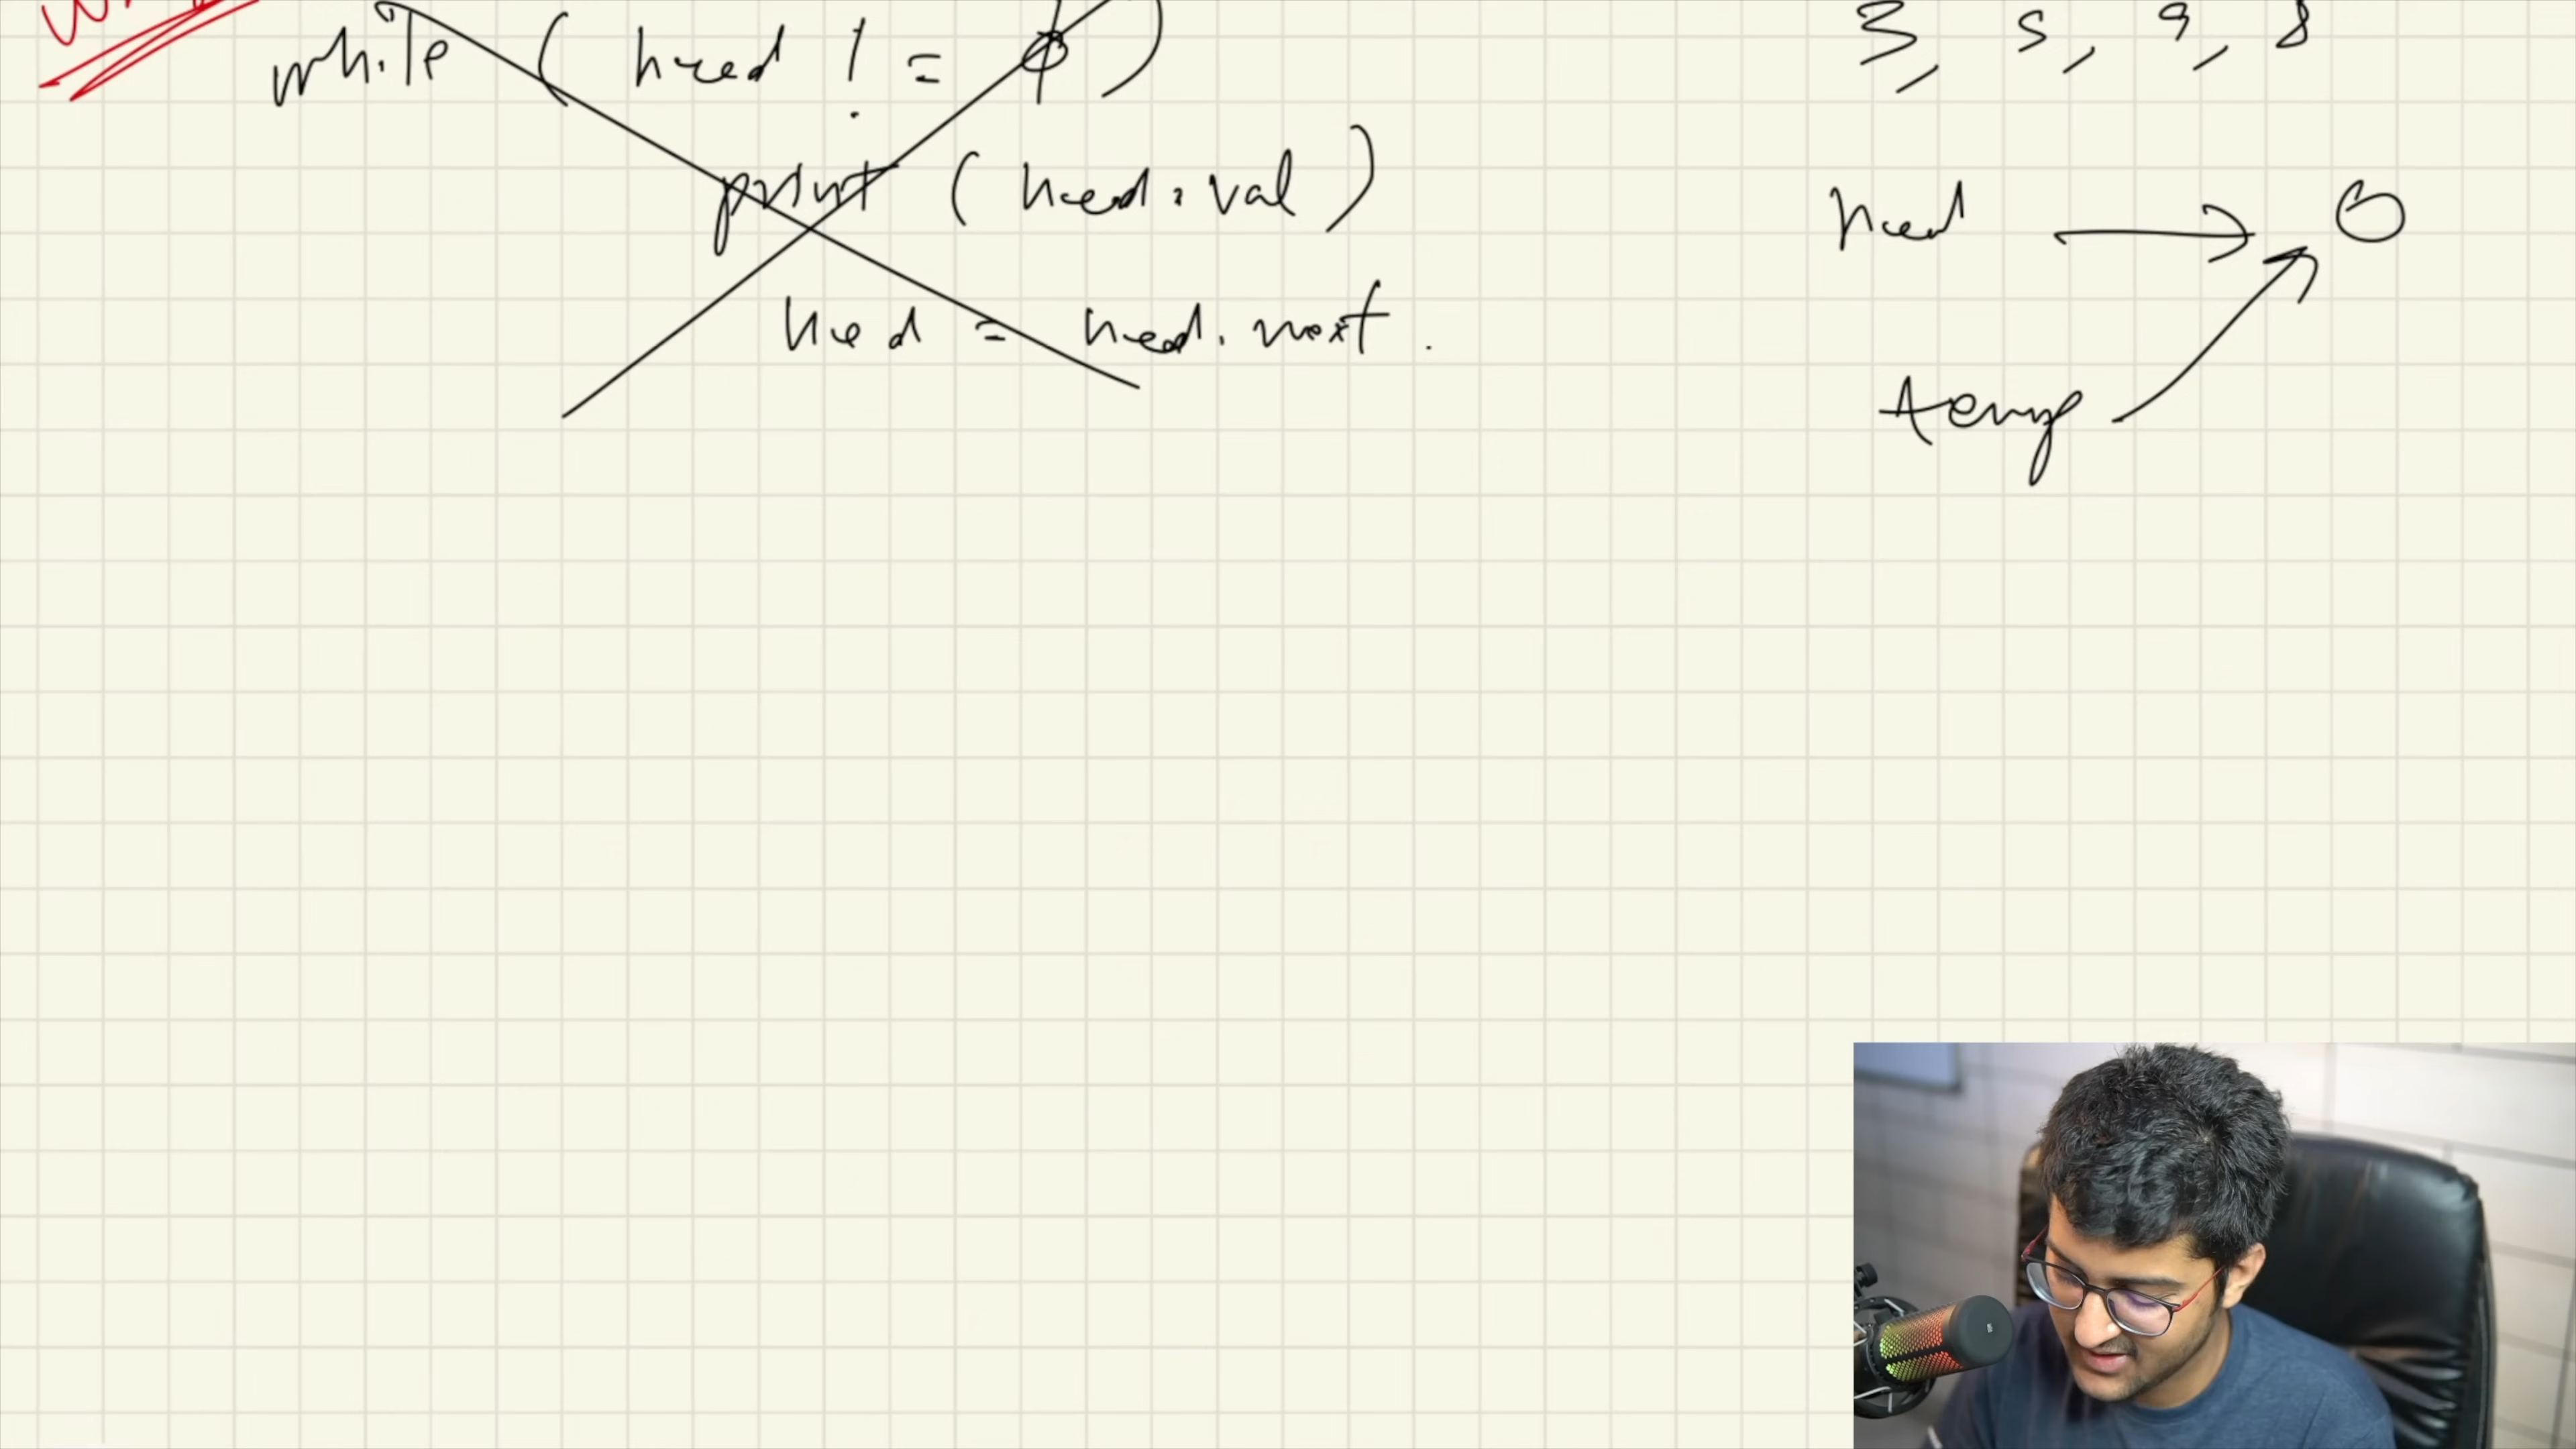 while ( head ! = φ )
print ( head . val )
head = head . next .
3 , 5 , 9 , 8
head
temp